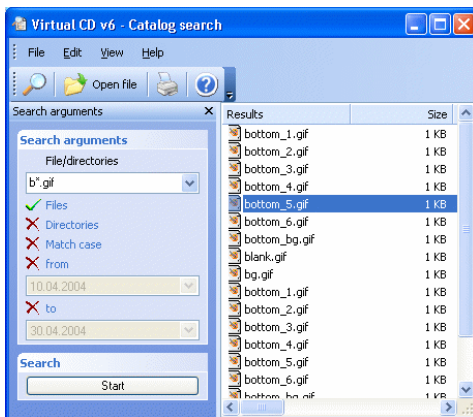 Virtual CD v6 - Catalog search
File Edit View Help
Open file
Search arguments
Search arguments
File/directories
b*.gif
Files
Directories
Match case
from
10.04.2004
to
30.04.2004
Search
Start
Results Size
bottom_1.gif 1 KB
bottom_2.gif 1 KB
bottom_3.gif 1 KB
bottom_4.gif 1 KB
bottom_5.gif 1 KB
bottom_6.gif 1 KB
bottom_bg.gif 1 KB
blank.gif 1 KB
bg.gif 1 KB
bottom_1.gif 1 KB
bottom_2.gif 1 KB
bottom_3.gif 1 KB
bottom_4.gif 1 KB
bottom_5.gif 1 KB
bottom_6.gif 1 KB
bottom_bg.gif 1 KB